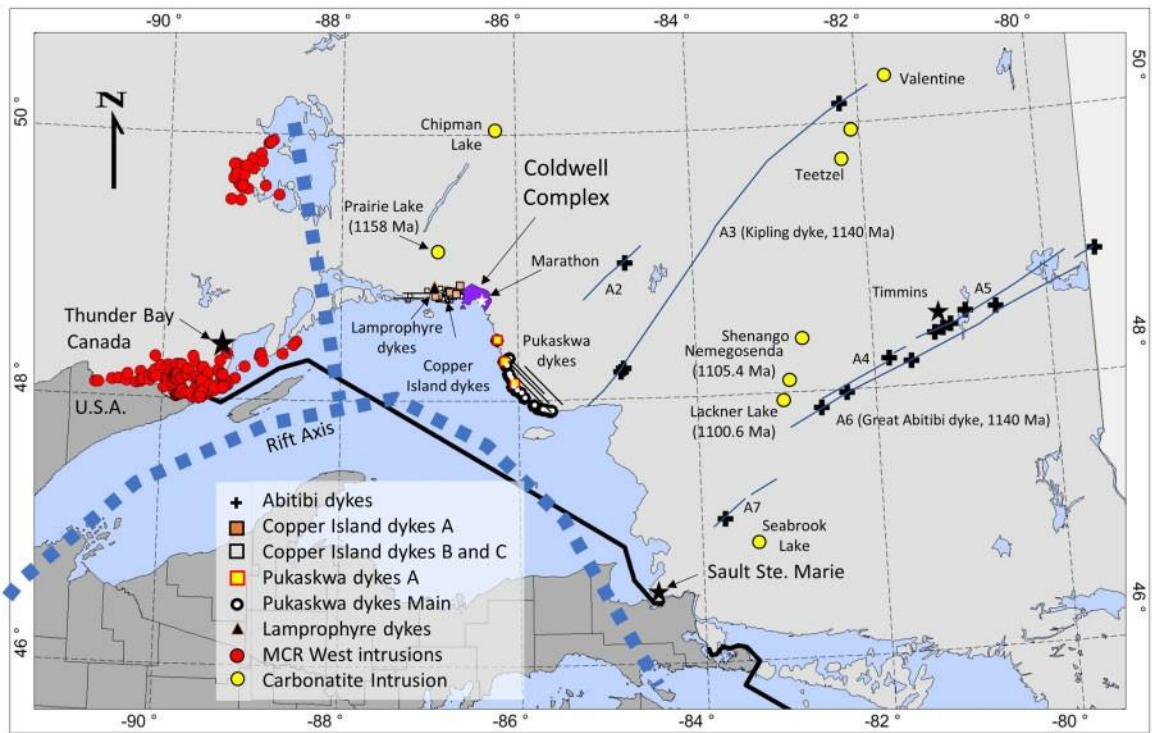 -90 °
-88 °
-86 °
-84 °
-82 °
-80 °
50 °
50 °
N
Valentine
Chipman
Lake
Coldwell
Complex
Teetzel
Prairie Lake
(1158 Ma)
A3 (Kipling dyke, 1140 Ma)
Marathon
A2
Timmins
A5
48 °
Thunder Bay
Canada
Lamprophyre
dykes
Pukaskwa
dykes
Shenango
Nemegosenda
(1105.4 Ma)
A4
Copper
Island dykes
48 °
U.S.A.
Lackner Lake
(1100.6 Ma)
A6 (Great Abitibi dyke, 1140 Ma)
Rift Axis
A7
Seabrook
Lake
Sault Ste. Marie
46 °
46 °
Abitibi dykes
Copper Island dykes A
Copper Island dykes B and C
Pukaskwa dykes A
Pukaskwa dykes Main
Lamprophyre dykes
MCR West intrusions
Carbonatite Intrusion
-90 °
-88 °
-86 °
-84 °
-82 °
-80 °